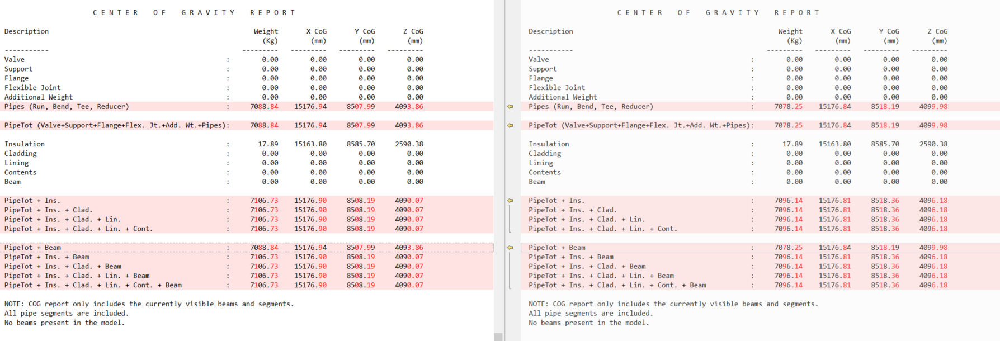 C E N T E R   O F   G R A V I T Y   R E P O R T
Description Weight X CoG Y CoG Z CoG
(Kg) (mm) (mm) (mm)
----------- --------- --------- --------- ---------
Valve : 0.00 0.00 0.00 0.00
Support : 0.00 0.00 0.00 0.00
Flange : 0.00 0.00 0.00 0.00
Flexible Joint : 0.00 0.00 0.00 0.00
Additional Weight : 0.00 0.00 0.00 0.00
Pipes (Run, Bend, Tee, Reducer) : 7088.84 15176.94 8507.99 4093.86
PipeTot (Valve+Support+Flange+Flex. Jt.+Add. Wt.+Pipes): 7088.84 15176.94 8507.99 4093.86
Insulation : 17.89 15163.80 8585.70 2590.38
Cladding : 0.00 0.00 0.00 0.00
Lining : 0.00 0.00 0.00 0.00
Contents : 0.00 0.00 0.00 0.00
Beam : 0.00 0.00 0.00 0.00
PipeTot + Ins. : 7106.73 15176.90 8508.19 4090.07
PipeTot + Ins. + Clad. : 7106.73 15176.90 8508.19 4090.07
PipeTot + Ins. + Clad. + Lin. : 7106.73 15176.90 8508.19 4090.07
PipeTot + Ins. + Clad. + Lin. + Cont. : 7106.73 15176.90 8508.19 4090.07
PipeTot + Beam : 7088.84 15176.94 8507.99 4093.86
PipeTot + Ins. + Beam : 7106.73 15176.90 8508.19 4090.07
PipeTot + Ins. + Clad. + Beam : 7106.73 15176.90 8508.19 4090.07
PipeTot + Ins. + Clad. + Lin. + Beam : 7106.73 15176.90 8508.19 4090.07
PipeTot + Ins. + Clad. + Lin. + Cont. + Beam : 7106.73 15176.90 8508.19 4090.07
NOTE: COG report only includes the currently visible beams and segments.
All pipe segments are included.
No beams present in the model.
C E N T E R   O F   G R A V I T Y   R E P O R T
Description Weight X CoG Y CoG Z CoG
(Kg) (mm) (mm) (mm)
----------- --------- --------- --------- ---------
Valve : 0.00 0.00 0.00 0.00
Support : 0.00 0.00 0.00 0.00
Flange : 0.00 0.00 0.00 0.00
Flexible Joint : 0.00 0.00 0.00 0.00
Additional Weight : 0.00 0.00 0.00 0.00
Pipes (Run, Bend, Tee, Reducer) : 7078.25 15176.84 8518.19 4099.98
PipeTot (Valve+Support+Flange+Flex. Jt.+Add. Wt.+Pipes): 7078.25 15176.84 8518.19 4099.98
Insulation : 17.89 15163.80 8585.70 2590.38
Cladding : 0.00 0.00 0.00 0.00
Lining : 0.00 0.00 0.00 0.00
Contents : 0.00 0.00 0.00 0.00
Beam : 0.00 0.00 0.00 0.00
PipeTot + Ins. : 7096.14 15176.81 8518.36 4096.18
PipeTot + Ins. + Clad. : 7096.14 15176.81 8518.36 4096.18
PipeTot + Ins. + Clad. + Lin. : 7096.14 15176.81 8518.36 4096.18
PipeTot + Ins. + Clad. + Lin. + Cont. : 7096.14 15176.81 8518.36 4096.18
PipeTot + Beam : 7078.25 15176.84 8518.19 4099.98
PipeTot + Ins. + Beam : 7096.14 15176.81 8518.36 4096.18
PipeTot + Ins. + Clad. + Beam : 7096.14 15176.81 8518.36 4096.18
PipeTot + Ins. + Clad. + Lin. + Beam : 7096.14 15176.81 8518.36 4096.18
PipeTot + Ins. + Clad. + Lin. + Cont. + Beam : 7096.14 15176.81 8518.36 4096.18
NOTE: COG report only includes the currently visible beams and segments.
All pipe segments are included.
No beams present in the model.